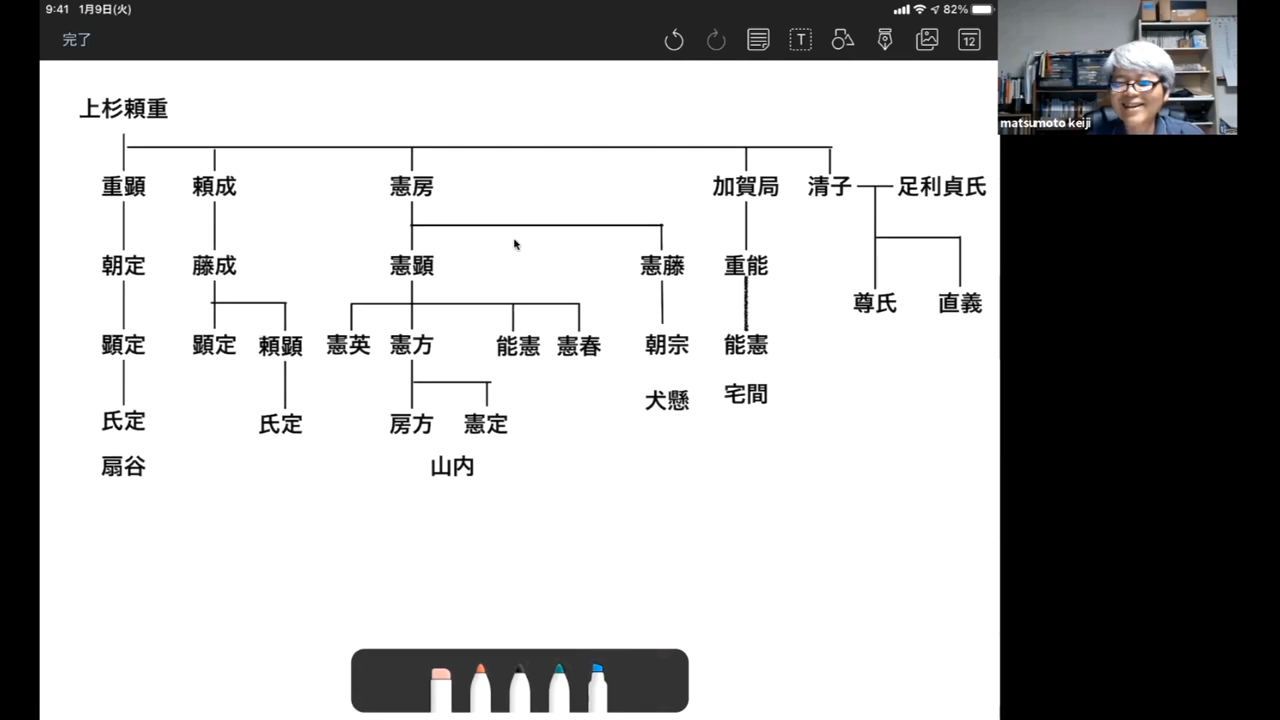 9:41 1月9日(火)
82%
完了
T
12
matsumoto keiji
上杉頼重
重顕 頼成 憲房 加賀局 清子 足利貞氏
朝定 藤成 憲顕 憲藤 重能
尊氏 直義
顕定 顕定 頼顕 憲英 憲方 能憲 憲春 朝宗 能憲
犬懸 宅間
氏定 氏定 房方 憲定
扇谷 山内